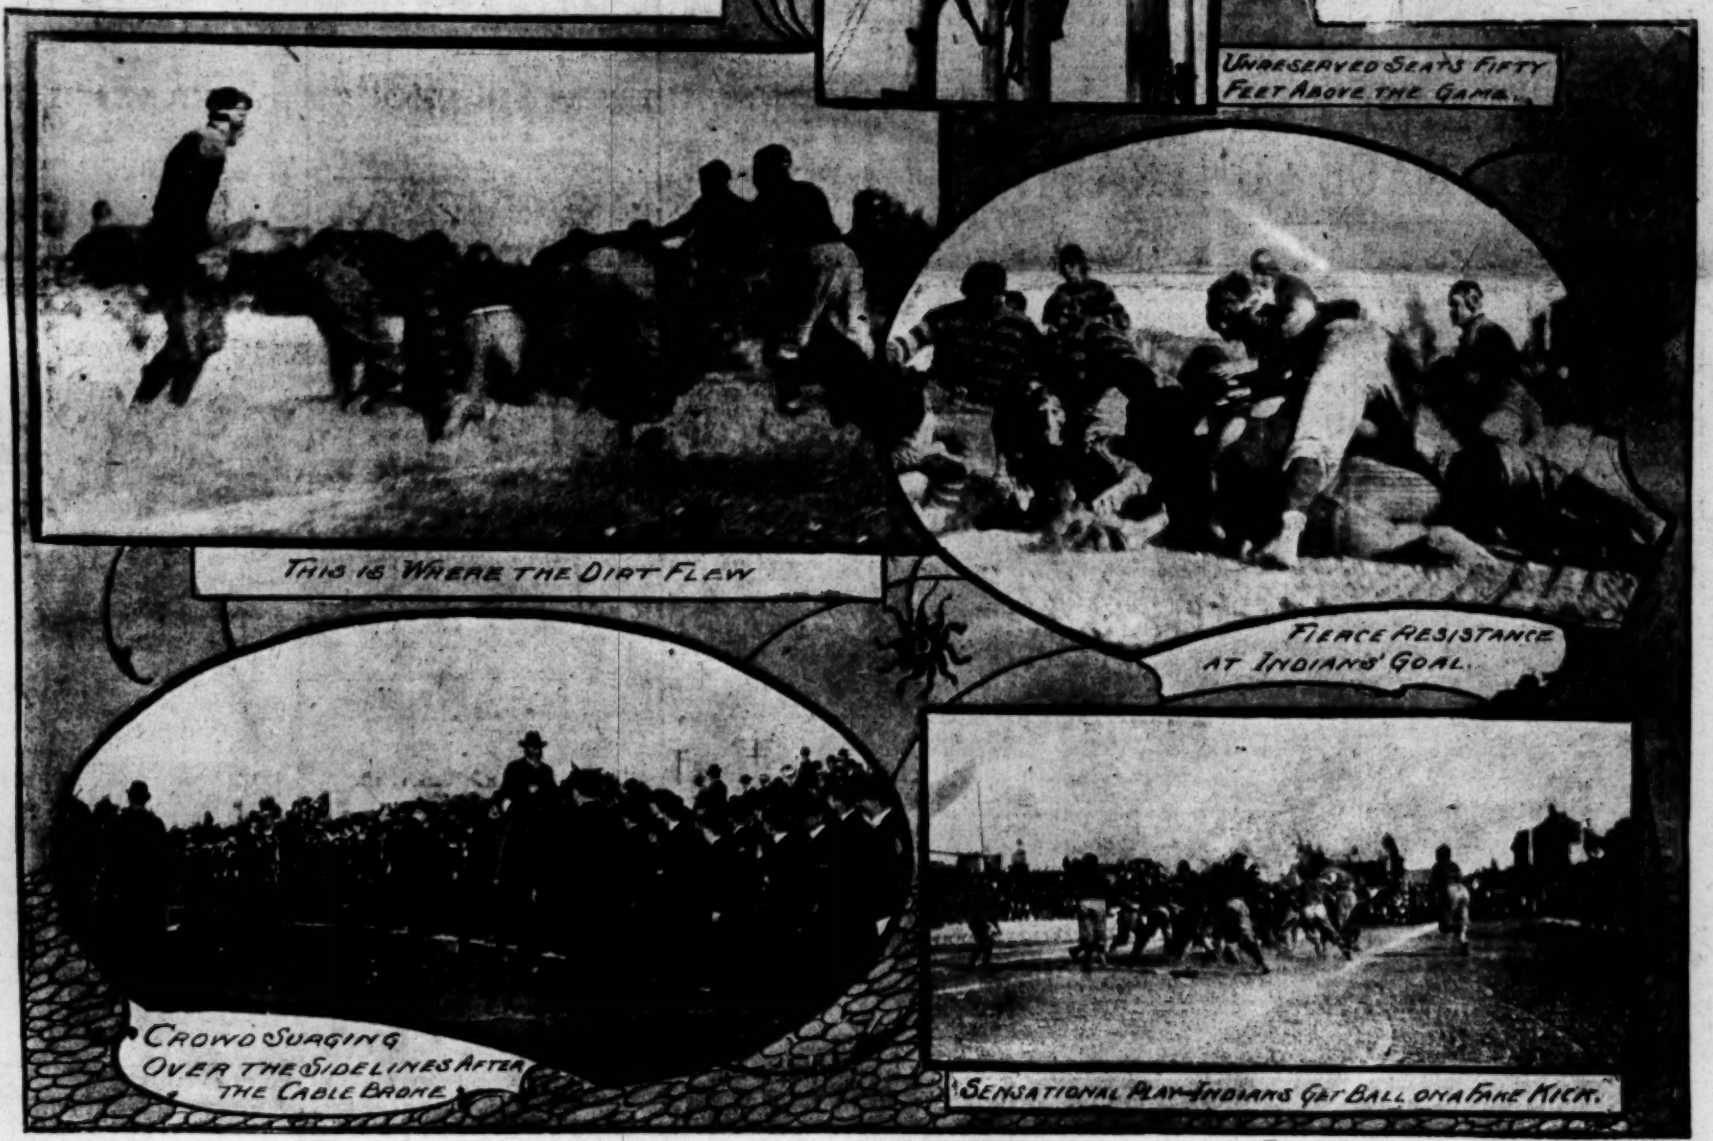 UNRESERVED SEATS FIFTY
FEET ABOVE THE GAME.
THIS IS WHERE THE DIRT FLEW
FIERCE RESISTANCE
AT INDIANS' GOAL.
CROWD SURGING
OVER THE SIDELINES AFTER
THE CABLE BROKE
SENSATIONAL PLAY-INDIANS GET BALL ON A FAKE KICK.